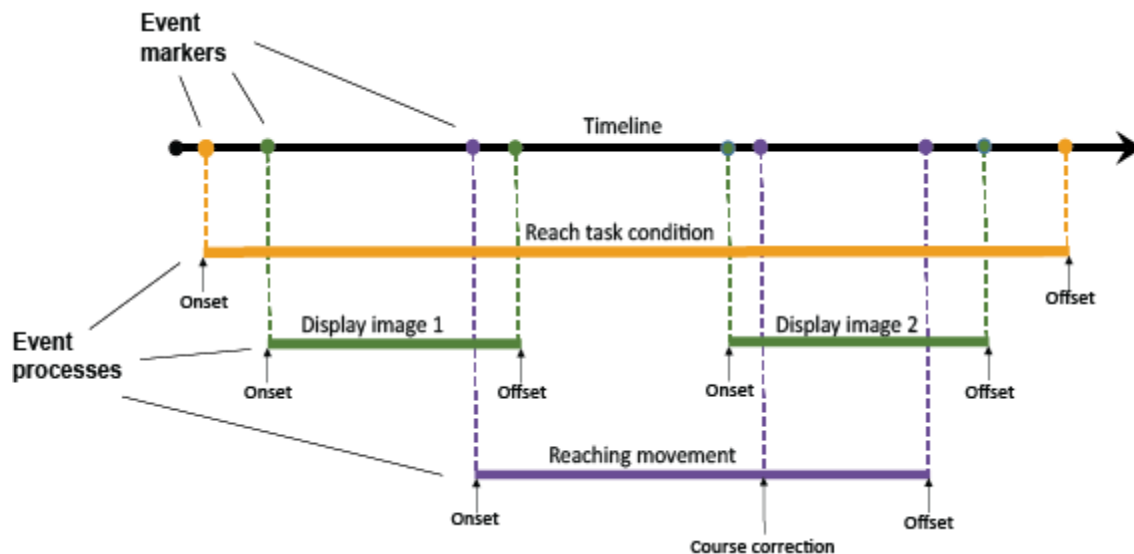 Event
markers
Timeline
Reach task condition
Onset
Offset
Display image 1
Display image 2
Event
processes
Onset
Offset
Onset
Offset
Reaching movement
Onset
Offset
Course correction